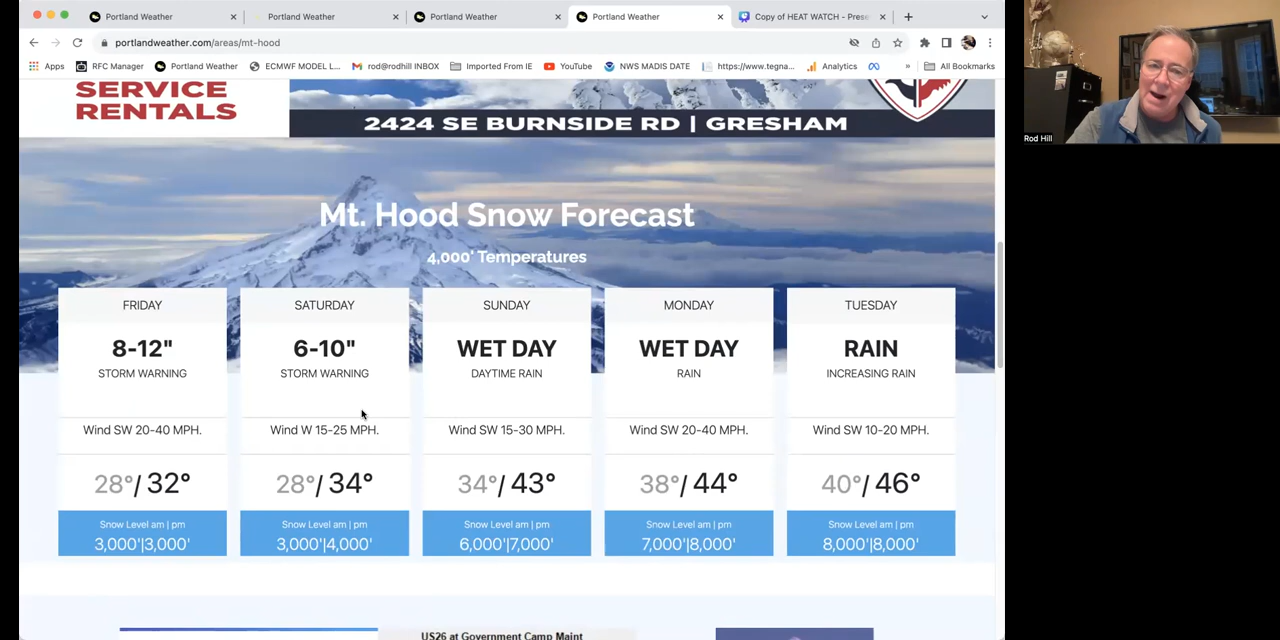 Portland Weather
Portland Weather
Portland Weather
Portland Weather
Copy of HEAT WATCH - Prese
portlandweather.com/areas/mt-hood
Apps
RFC Manager
Portland Weather
ECMWF MODEL L...
rod@rodhill INBOX
Imported From IE
YouTube
NWS MADIS DATE
https://www.tegna...
Analytics
»
All Bookmarks
Rod Hill
SERVICE
RENTALS
2424 SE BURNSIDE RD | GRESHAM
Mt. Hood Snow Forecast
4,000' Temperatures
FRIDAY
8-12"
STORM WARNING
Wind SW 20-40 MPH.
28°/ 32°
Snow Level am | pm
3,000'|3,000'
SATURDAY
6-10"
STORM WARNING
Wind W 15-25 MPH.
28°/ 34°
Snow Level am | pm
3,000'|4,000'
SUNDAY
WET DAY
DAYTIME RAIN
Wind SW 15-30 MPH.
34°/ 43°
Snow Level am | pm
6,000'|7,000'
MONDAY
WET DAY
RAIN
Wind SW 20-40 MPH.
38°/ 44°
Snow Level am | pm
7,000'|8,000'
TUESDAY
RAIN
INCREASING RAIN
Wind SW 10-20 MPH.
40°/ 46°
Snow Level am | pm
8,000'|8,000'
US26 at Government Camp Maint